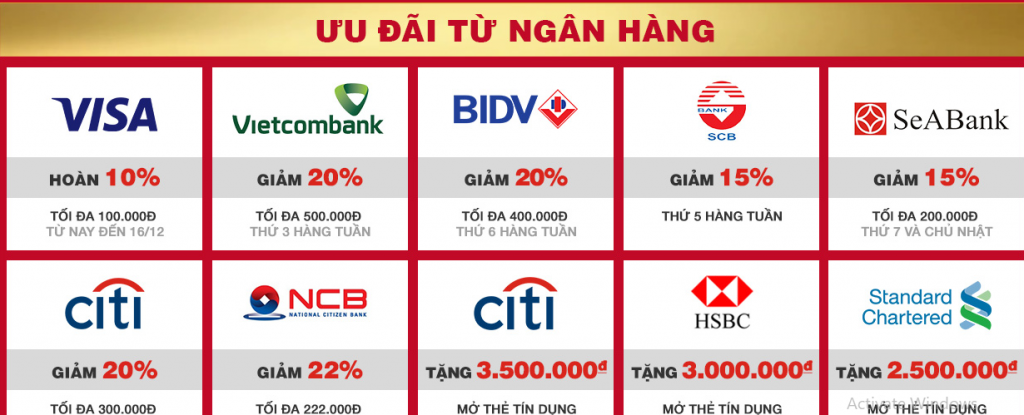 ƯU ĐÃI TỪ NGÂN HÀNG
VISA
HOÀN 10%
TỐI ĐA 100.000Đ
TỪ NAY ĐẾN 16/12
Vietcombank
GIẢM 20%
TỐI ĐA 500.000Đ
THỨ 3 HÀNG TUẦN
BIDV
GIẢM 20%
TỐI ĐA 400.000Đ
THỨ 6 HÀNG TUẦN
BANK
SCB
GIẢM 15%
THỨ 5 HÀNG TUẦN
SeABank
GIẢM 15%
TỐI ĐA 200.000Đ
THỨ 7 VÀ CHỦ NHẬT
citi
GIẢM 20%
TỐI ĐA 300.000Đ
NCB
NATIONAL CITIZEN BANK
GIẢM 22%
TỐI ĐA 222.000Đ
citi
TẶNG 3.500.000đ
MỞ THẺ TÍN DỤNG
HSBC
TẶNG 3.000.000đ
MỞ THẺ TÍN DỤNG
Standard
Chartered
TẶNG 2.500.000đ
MỞ THẺ TÍN DỤNG
Activate Windows